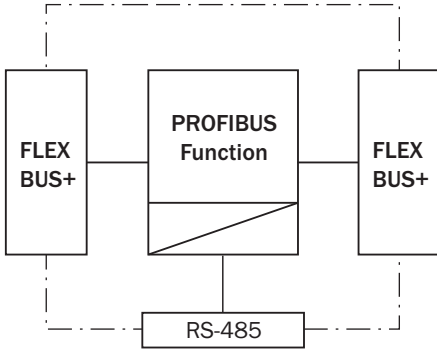 FLEX
BUS+
PROFIBUS
Function
FLEX
BUS+
RS-485